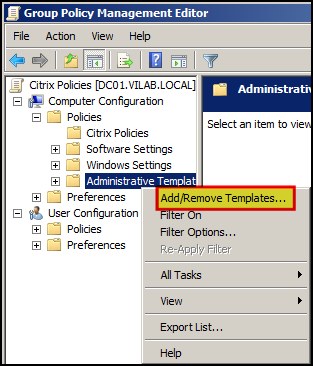 Group Policy Management Editor
File Action View Help
Citrix Policies [DC01.VILAB.LOCAL]
Computer Configuration
Policies
Citrix Policies
Software Settings
Windows Settings
Administrative Templat
Preferences
User Configuration
Policies
Preferences
Administrative
Select an item to view
Add/Remove Templates...
Filter On
Filter Options...
Re-Apply Filter
All Tasks
View
Export List...
Help